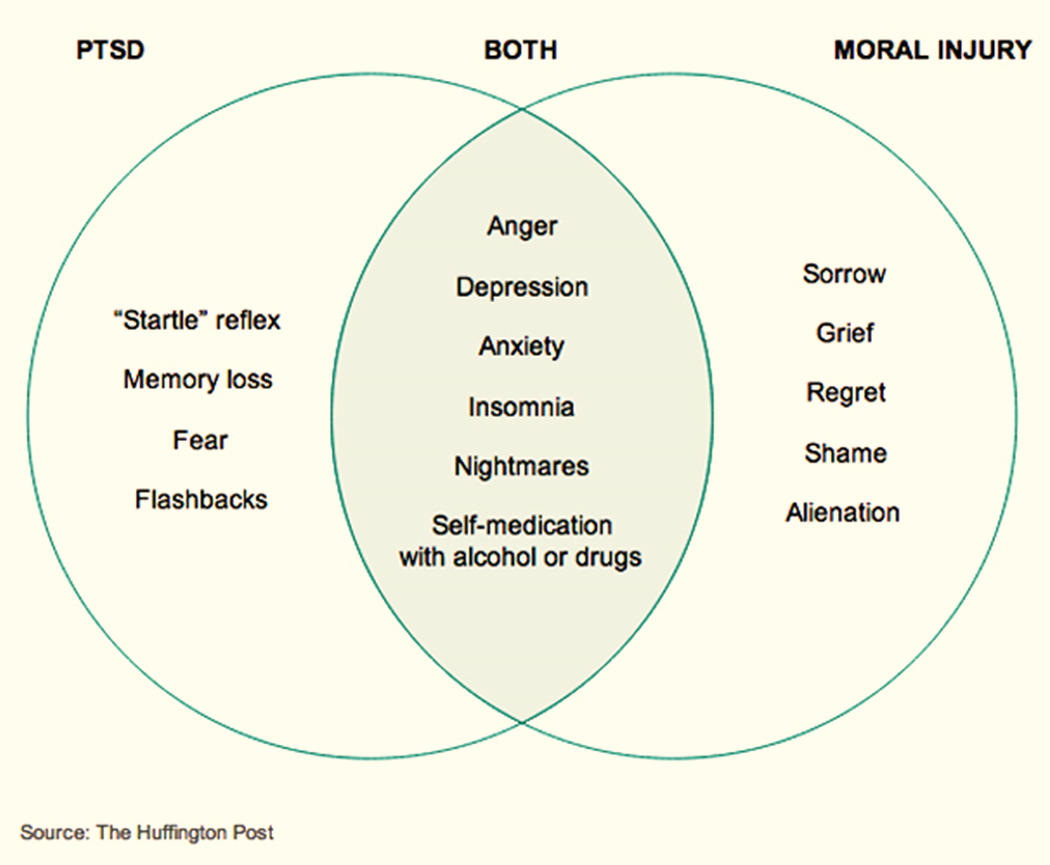 PTSD
BOTH
MORAL INJURY
“Startle” reflex
Memory loss
Fear
Flashbacks
Anger
Depression
Anxiety
Insomnia
Nightmares
Self-medication
with alcohol or drugs
Sorrow
Grief
Regret
Shame
Alienation
Source: The Huffington Post